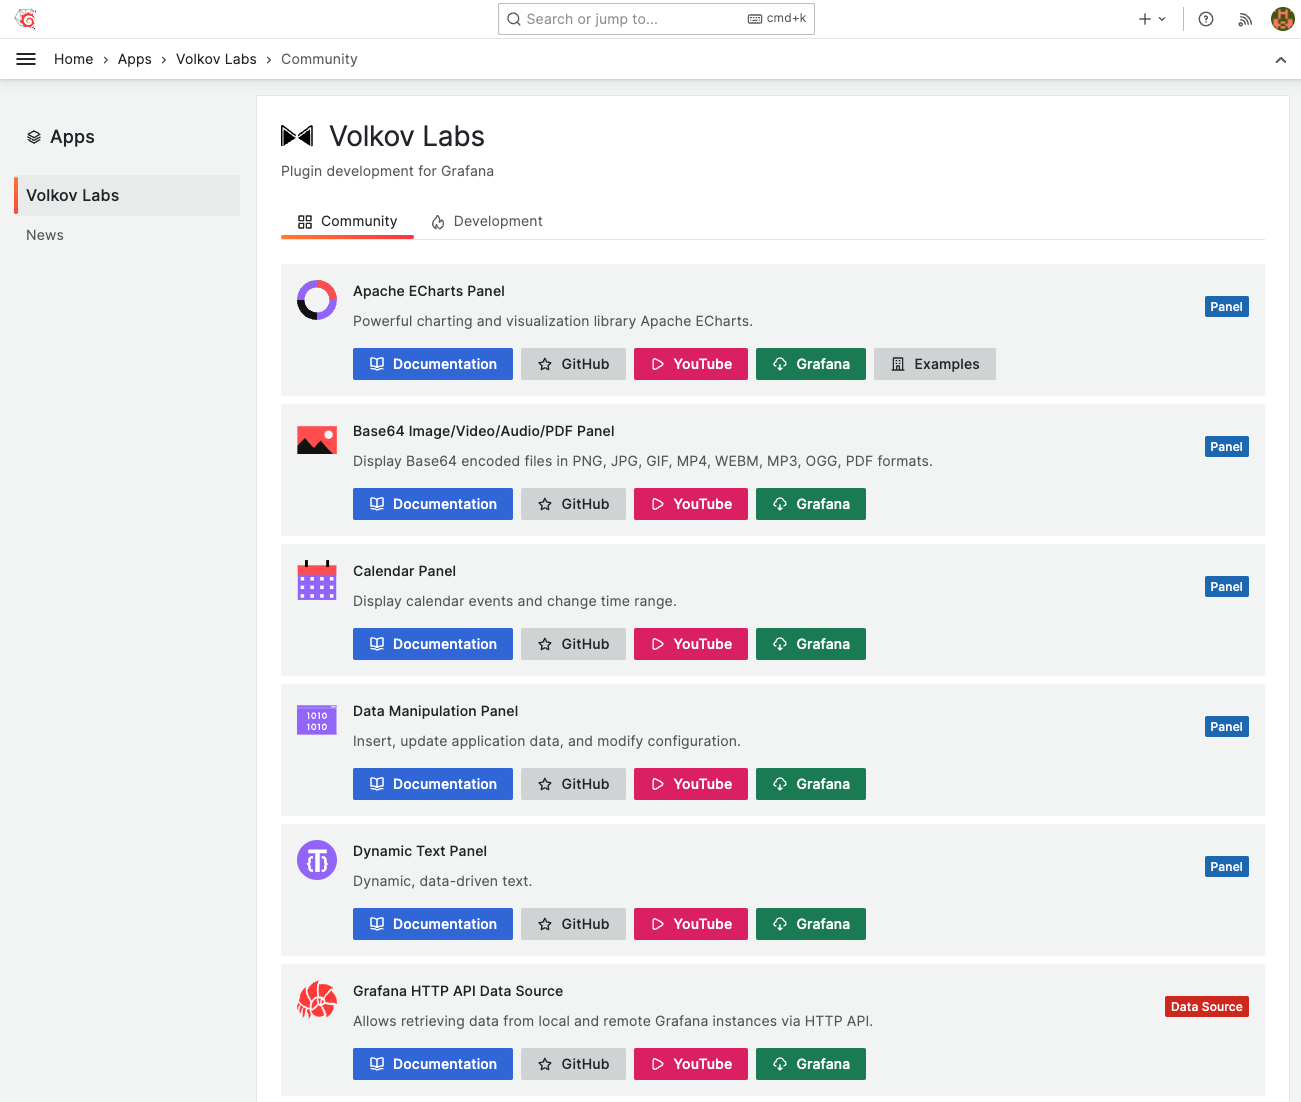 Search or jump to... cmd+k
Home › Apps › Volkov Labs › Community
Apps
Volkov Labs
News
Volkov Labs
Plugin development for Grafana
Community Development
Apache ECharts Panel
Powerful charting and visualization library Apache ECharts.
Panel
Documentation GitHub YouTube Grafana Examples
Base64 Image/Video/Audio/PDF Panel
Display Base64 encoded files in PNG, JPG, GIF, MP4, WEBM, MP3, OGG, PDF formats.
Panel
Documentation GitHub YouTube Grafana
Calendar Panel
Display calendar events and change time range.
Panel
Documentation GitHub YouTube Grafana
1010
1010
Data Manipulation Panel
Insert, update application data, and modify configuration.
Panel
Documentation GitHub YouTube Grafana
{T}
Dynamic Text Panel
Dynamic, data-driven text.
Panel
Documentation GitHub YouTube Grafana
Grafana HTTP API Data Source
Allows retrieving data from local and remote Grafana instances via HTTP API.
Data Source
Documentation GitHub YouTube Grafana